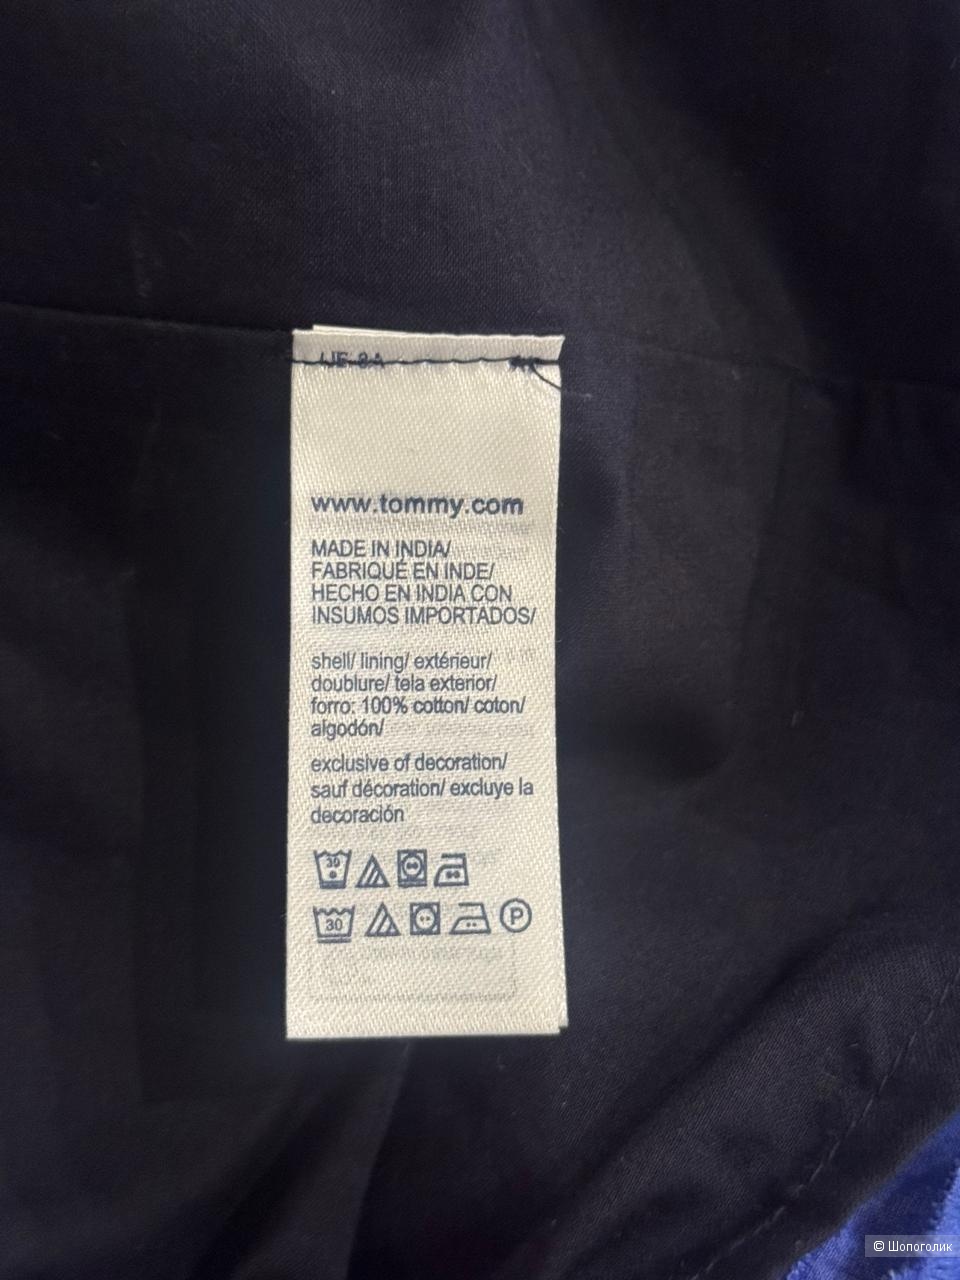 www.tommy.com
MADE IN INDIA/
FABRIQUÉ EN INDE/
HECHO EN INDIA CON
INSUMOS IMPORTADOS/
shell/ lining/ extérieur/
doublure/ tela exterior/
forro: 100% cotton/ coton/
algodón/
exclusive of decoration/
sauf décoration/ excluye la
decoración
30
30 P
© Шопоголик